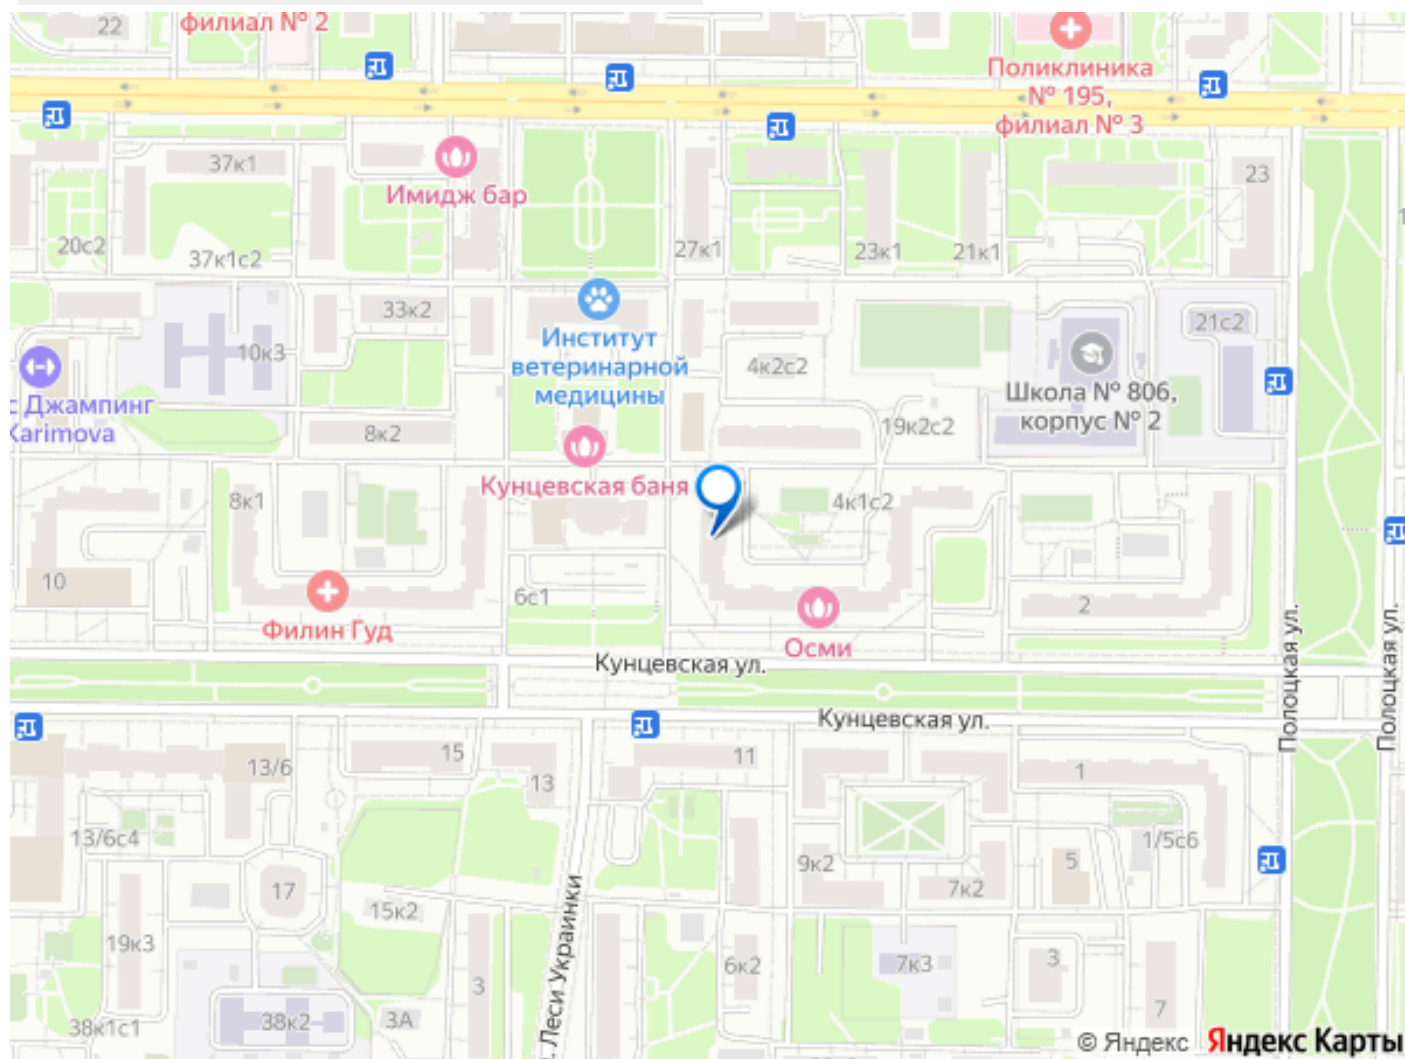 22
филиал № 2
Поликлиника
№ 195,
филиал № 3
37к1
Имидж бар
23
20с2
37к1с2
27к1
23к1
21к1
33к2
21с2
Институт
ветеринарной
медицины
10к3
4к2с2
Школа № 806,
корпус № 2
с Джампинг
Karimova
8к2
19к2с2
Кунцевская баня
8к1
4к1с2
10
6с1
2
Филин Гуд
Осми
Кунцевская ул.
Полоцкая ул.
Полоцкая ул.
Кунцевская ул.
13/6
15
13
11
1
13/6с4
1/5с6
17
9к2
7к2
5
15к2
19к3
Леси Украинки
6к2
7к3
3
3
7
38к1с1
38к2
3А
© Яндекс Яндекс Карты